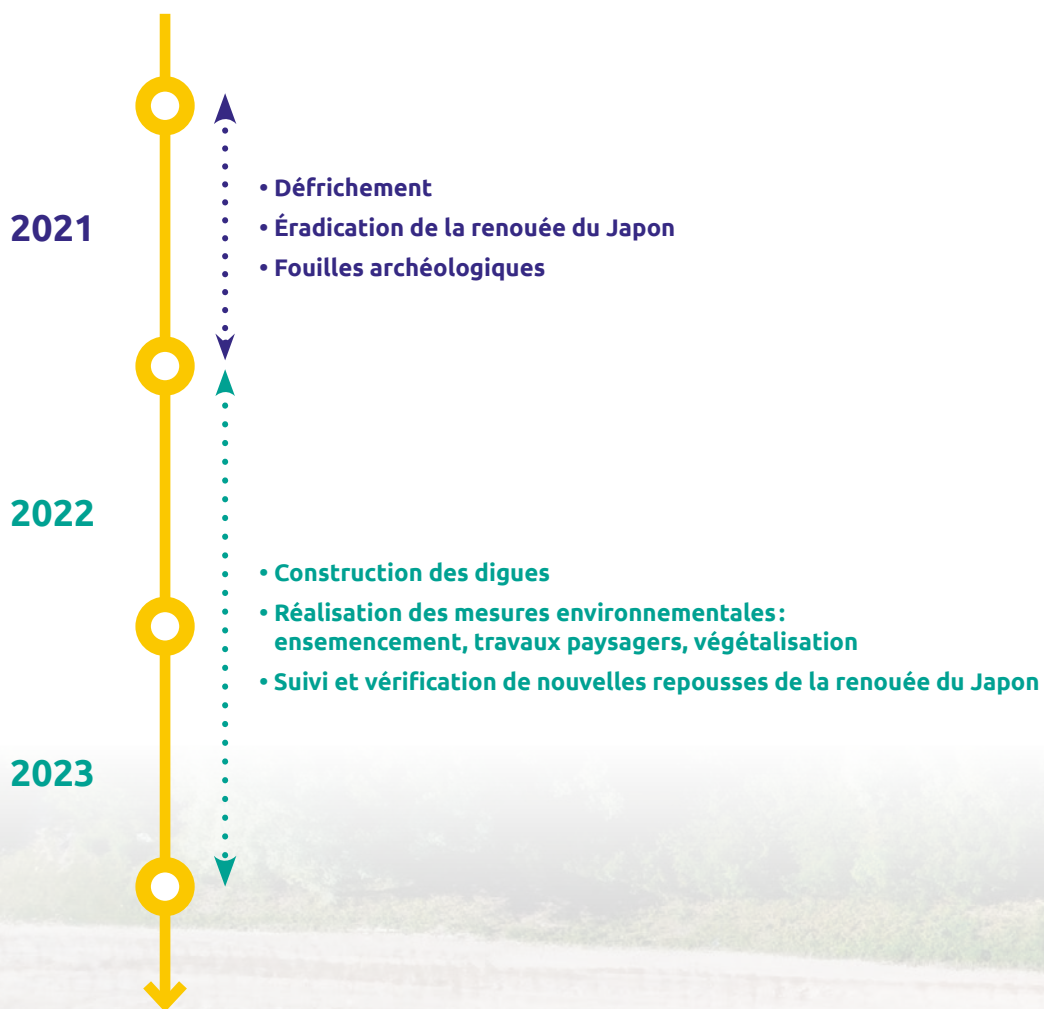 2021
• Défrichement
• Éradication de la renouée du Japon
• Fouilles archéologiques
2022
• Construction des digues
• Réalisation des mesures environnementales :
ensemencement, travaux paysagers, végétalisation
• Suivi et vérification de nouvelles repousses de la renouée du Japon
2023